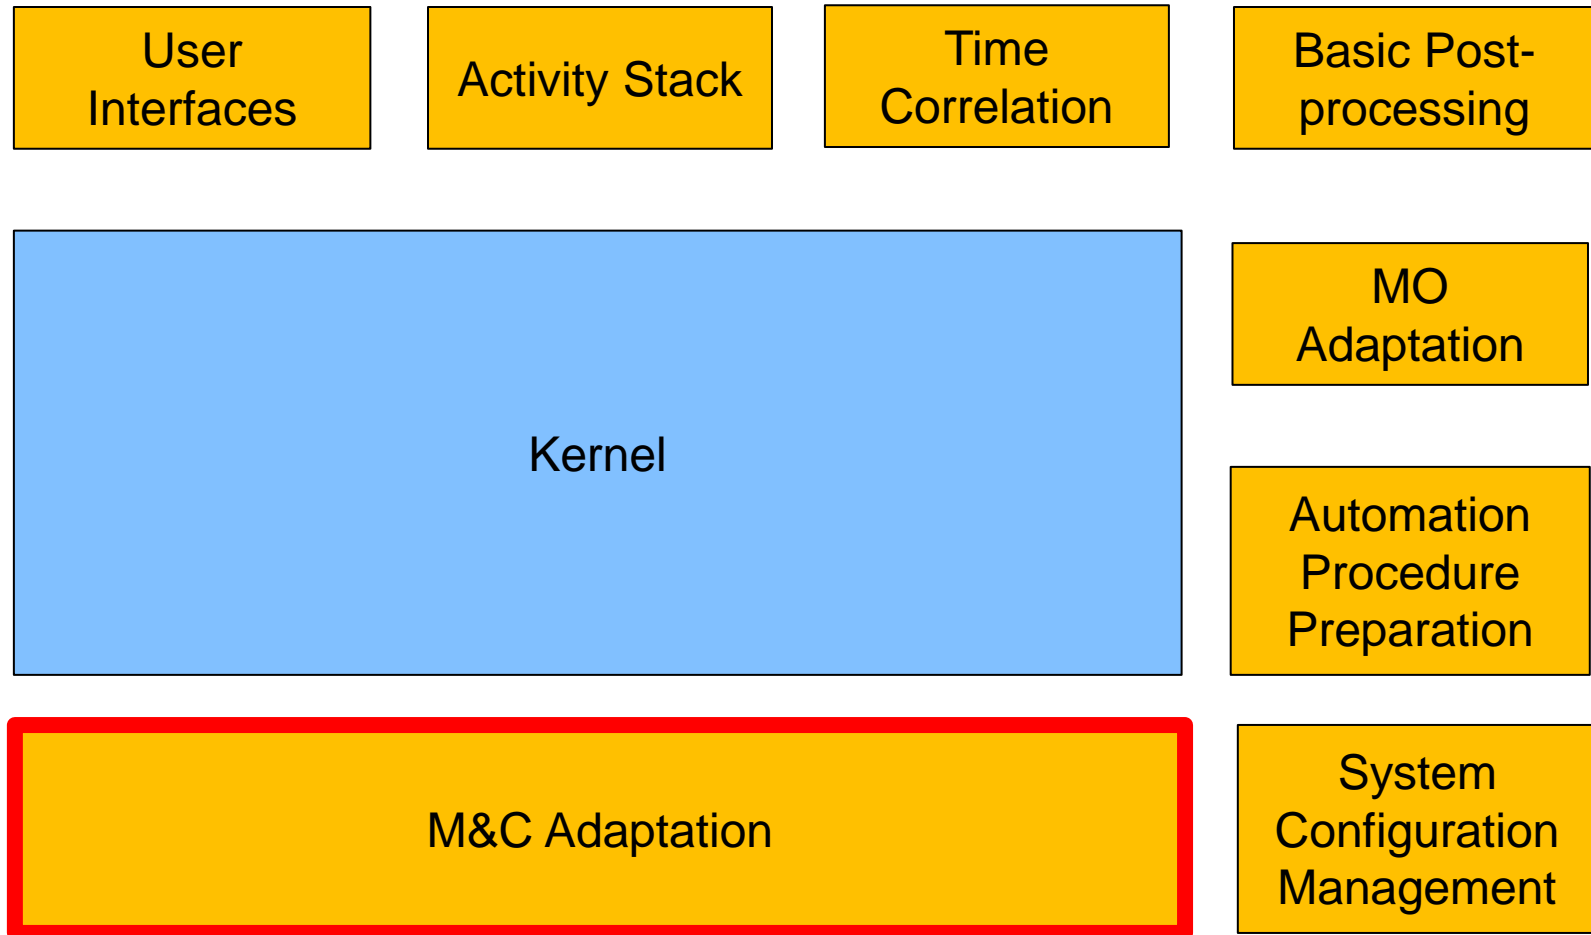 User
Interfaces
Activity Stack
Time
Correlation
Basic Post-
processing
Kernel
MO
Adaptation
Automation
Procedure
Preparation
M&C Adaptation
System
Configuration
Management